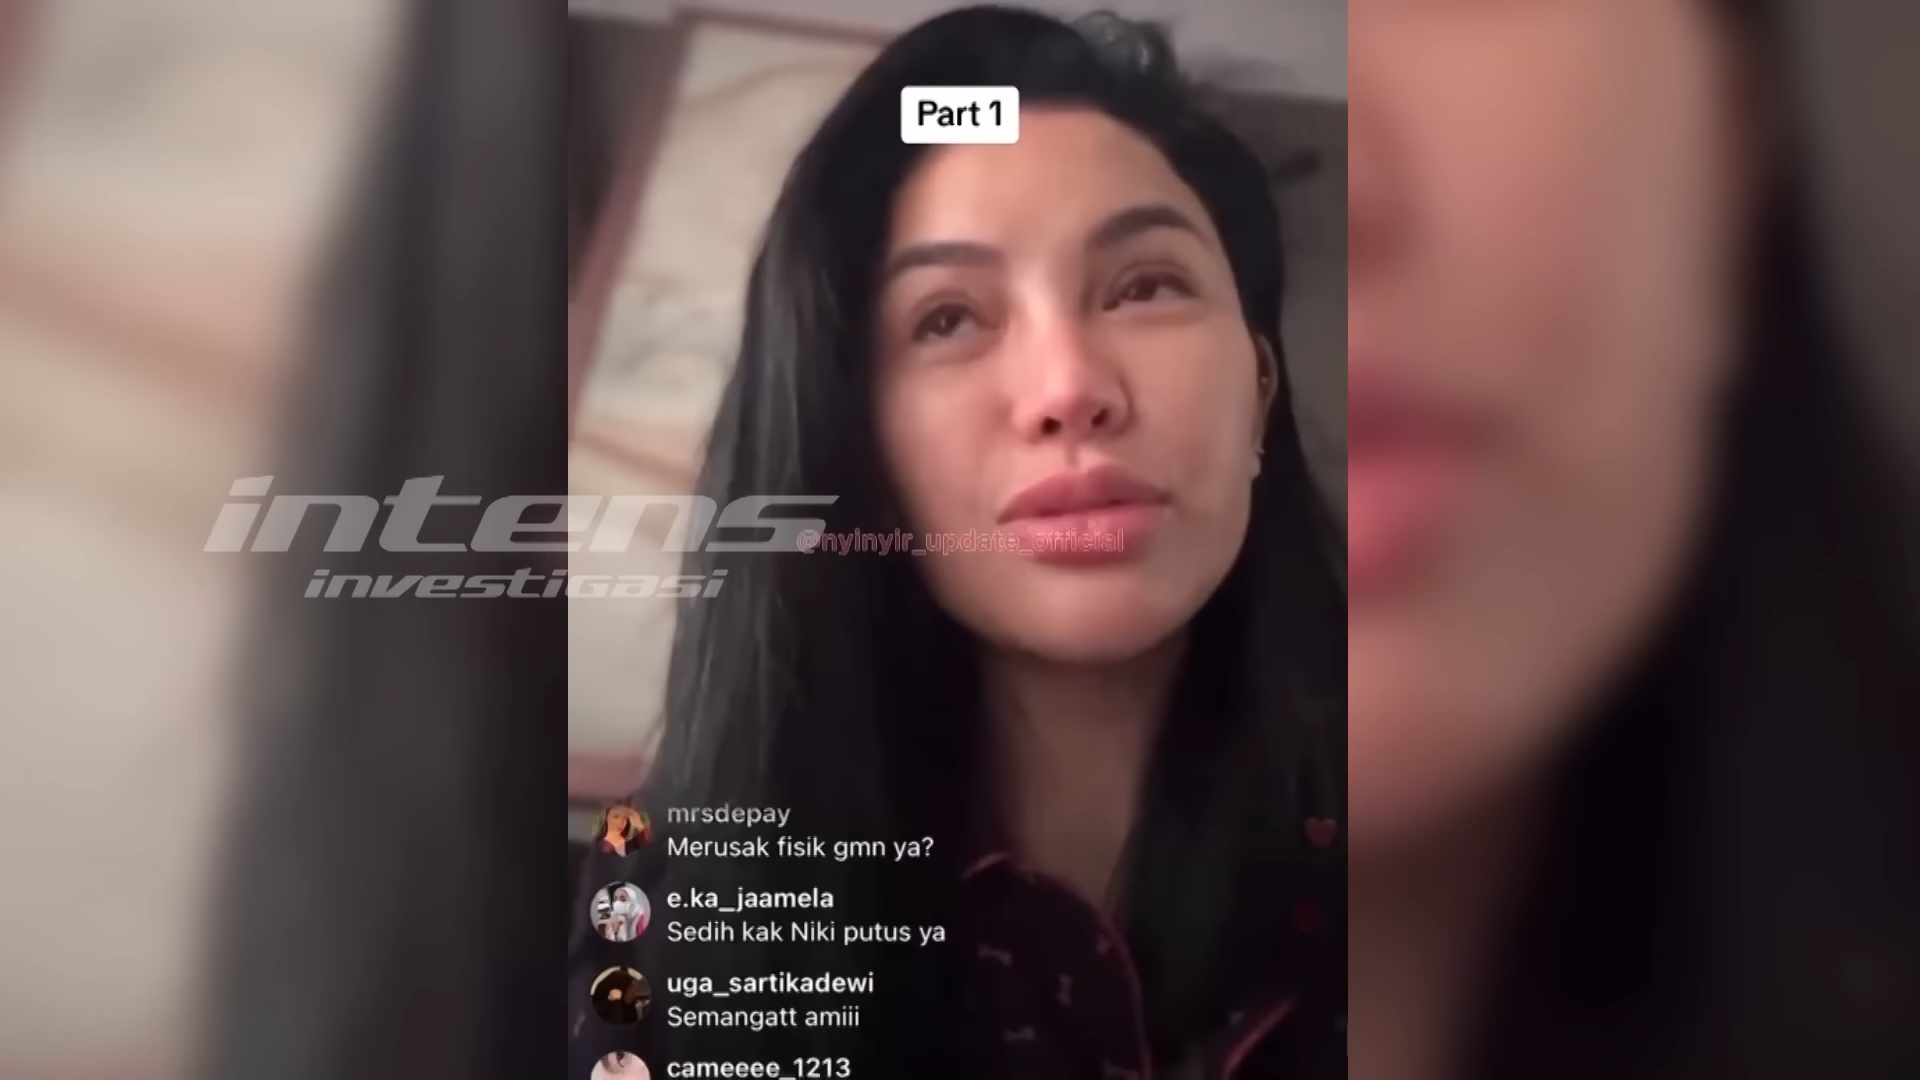 Part 1
intens
investigasi
@nyinyir_update_official
mrsdepay
Merusak fisik gmn ya?
e.ka_jaamela
Sedih kak Niki putus ya
uga_sartikadewi
Semangatt amiii
cameeee_1213